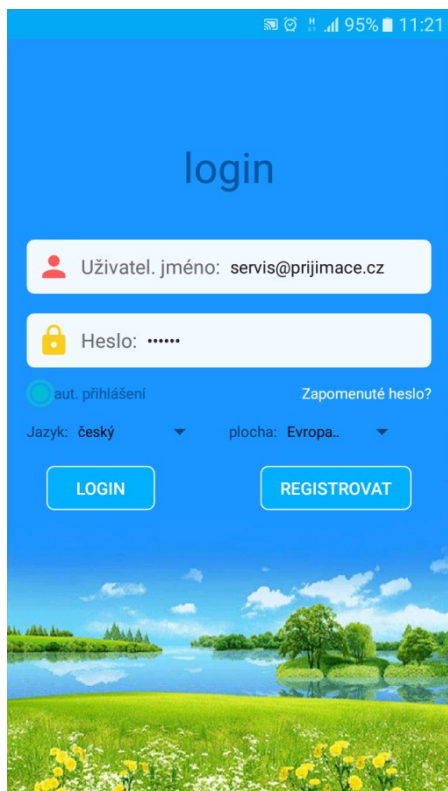 95% 11:21
login
Uživatel. jméno: servis@prijimace.cz
Heslo: ••••••
aut. přihlášení Zapomenuté heslo?
Jazyk: český plocha: Evropa..
LOGIN REGISTROVAT